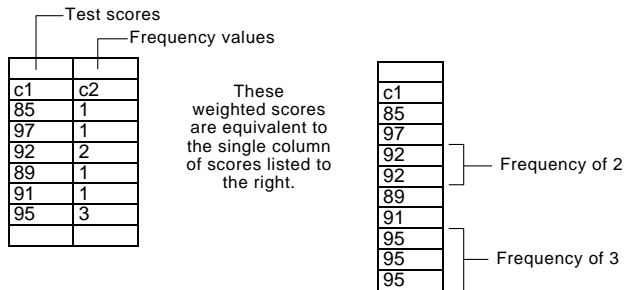 Test scores
Frequency values
c1 c2
85 1
97 1
92 2
89 1
91 1
95 3
These
weighted scores
are equivalent to
the single column
of scores listed to
the right.
c1
85
97
92
92
89
91
95
95
95
Frequency of 2
Frequency of 3